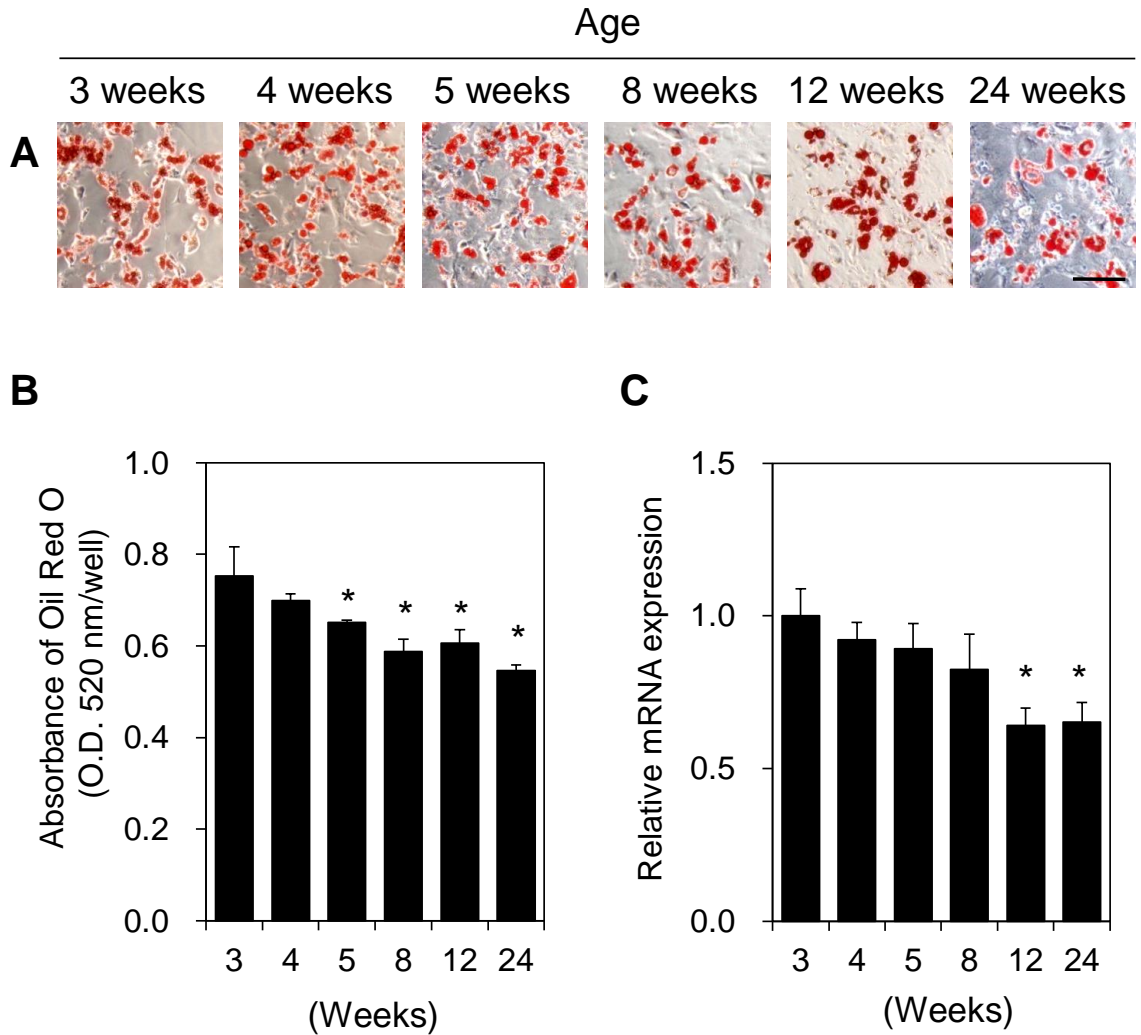 Age
3 weeks 4 weeks 5 weeks 8 weeks 12 weeks 24 weeks
A
B
C
Absorbance of Oil Red O
(O.D. 520 nm/well)
1.0
0.8
0.6
0.4
0.2
0.0
* * * *
3 4 5 8 12 24
(Weeks)
Relative mRNA expression
1.5
1.0
0.5
0.0
* *
3 4 5 8 12 24
(Weeks)